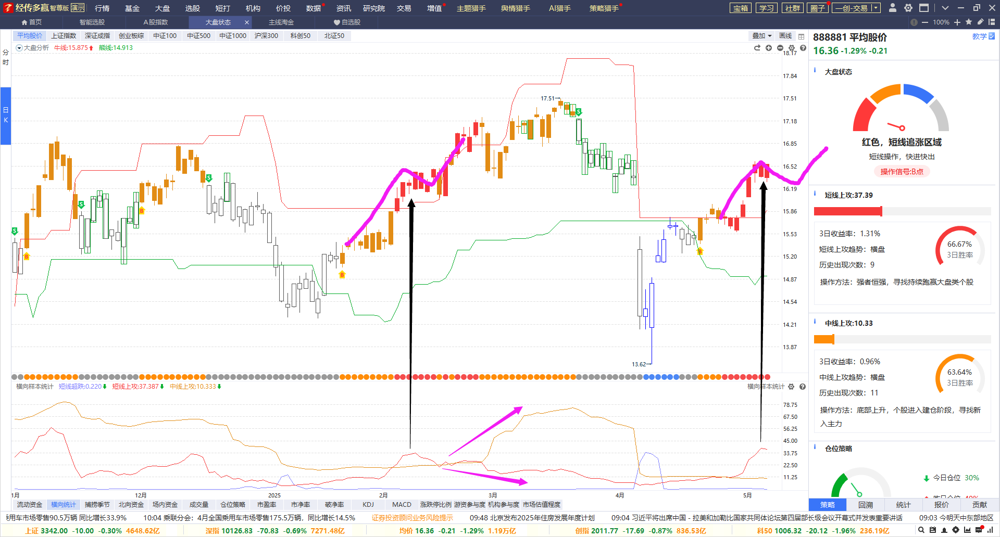 经传多赢 智尊版 演示 行情 基金 大盘 选股 短打 机构 价投 数据 资讯 研究院 交易 增值 主题猎手 舆情猎手 AI猎手 策略猎手 宝箱 学习 社群 圈子 一创-交易
首页 智能选股 A股指数 大盘状态 主线淘金 自选股 100%
平均股价 上证指数 深证成指 创业板综 中证100 中证500 中证1000 沪深300 科创50 北证50 叠加 画线
大盘分析 牛线:15.875 熊线:14.913
分时
日K
18.17
17.84
17.51
17.18
16.85
16.52
16.19
15.86
15.53
15.20
14.87
14.54
14.21
13.87
17.51
13.62
S
B
S
B
S
B
S
B
横向样本统计 短线超跌:0.220 短线上攻:37.387 中线上攻:10.333 横向样本统计
78.75
67.50
56.25
45.00
33.75
22.50
11.25
1月 12月 2025 2月 3月 4月 5月
流动资金 横向统计 捕捞季节 北向资金 场内资金 成交量 仓位策略 市盈率 市净率 破净率 KDJ MACD 涨跌停比例 游资参与度 机构参与度 市场估值程度
888881 平均股价 教学
16.36 -1.29% -0.21
大盘状态
红色，短线追涨区域
短线操作，快进快出
操作信号:B点
短线上攻:37.39
3日收益率：1.31%
短线上攻趋势：横盘
历史出现次数：9
66.67%
3日胜率
操作方法：强者恒强，寻找持续跑赢大盘类个股
中线上攻:10.33
3日收益率：0.96%
中线上攻趋势：横盘
历史出现次数：11
63.64%
3日胜率
操作方法：底部上升，个股进入建仓阶段，寻找新
入主力
仓位策略
今日仓位 30%
昨日仓位 40%
策略 回溯 统计 报价 贡献
乘用车市场零售90.5万辆 同比增长33.9% 10:04 乘联分会：4月全国乘用车市场零售175.5万辆，同比增长14.5% 证券投资顾问业务风险提示 09:48 北京发布2025年住房发展年度计划 09:04 习近平将出席中国－拉美和加勒比国家共同体论坛第四届部长级会议开幕式并发表重要讲话 09:03 今明天中东部地区
上证 3342.00 -10.00 -0.30% 4648.62亿 深指 10126.83 -70.83 -0.69% 7271.48亿 均价 16.36 -0.21 -1.29% 1.19万亿 创指 2011.77 -17.69 -0.87% 836.53亿 科50 1006.32 -20.12 -1.96% 236.19亿